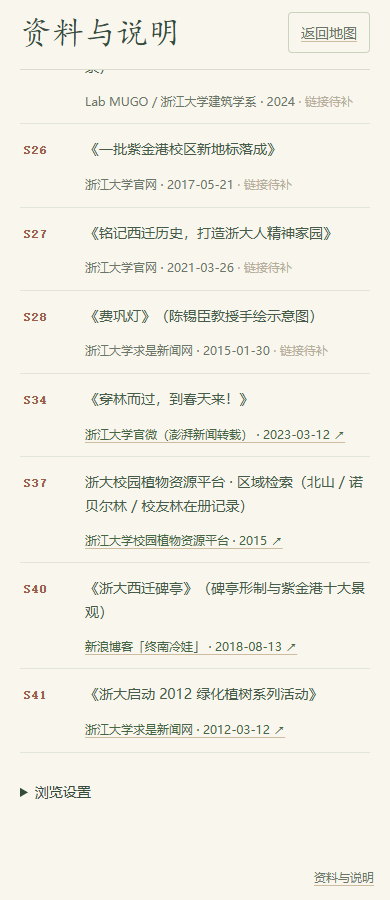 资料与说明
返回地图
Lab MUGO / 浙江大学建筑学系 · 2024 · 链接待补
S26
《一批紫金港校区新地标落成》
浙江大学官网 · 2017-05-21 · 链接待补
S27
《铭记西迁历史，打造浙大人精神家园》
浙江大学官网 · 2021-03-26 · 链接待补
S28
《费巩灯》（陈锡臣教授手绘示意图）
浙江大学求是新闻网 · 2015-01-30 · 链接待补
S34
《穿林而过，到春天来！》
浙江大学官微（澎湃新闻转载） · 2023-03-12 ↗
S37
浙大校园植物资源平台 · 区域检索（北山 / 诺
贝尔林 / 校友林在册记录）
浙江大学校园植物资源平台 · 2015 ↗
S40
《浙大西迁碑亭》（碑亭形制与紫金港十大景
观）
新浪博客「终南冷娃」 · 2018-08-13 ↗
S41
《浙大启动 2012 绿化植树系列活动》
浙江大学求是新闻网 · 2012-03-12 ↗
▶ 浏览设置
资料与说明